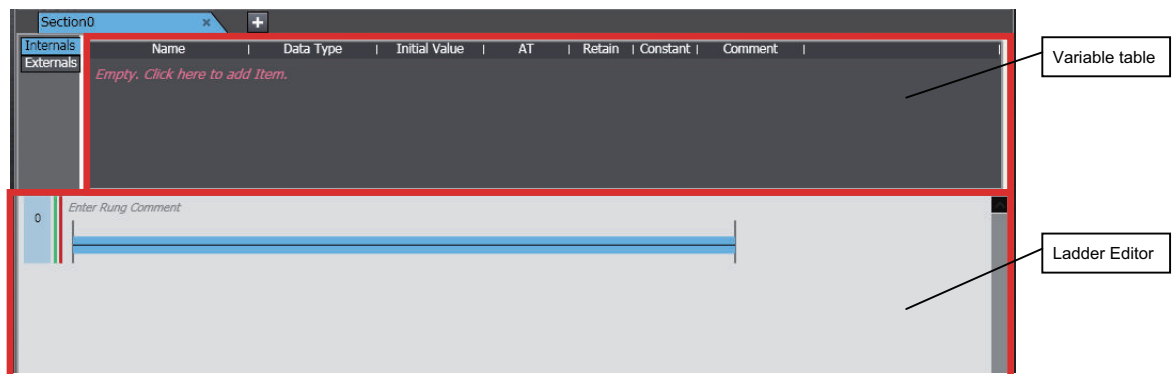 Section0 × +
Internals Name Data Type Initial Value AT Retain Constant Comment
Externals
Empty. Click here to add Item.
Variable table
0 Enter Rung Comment
Ladder Editor